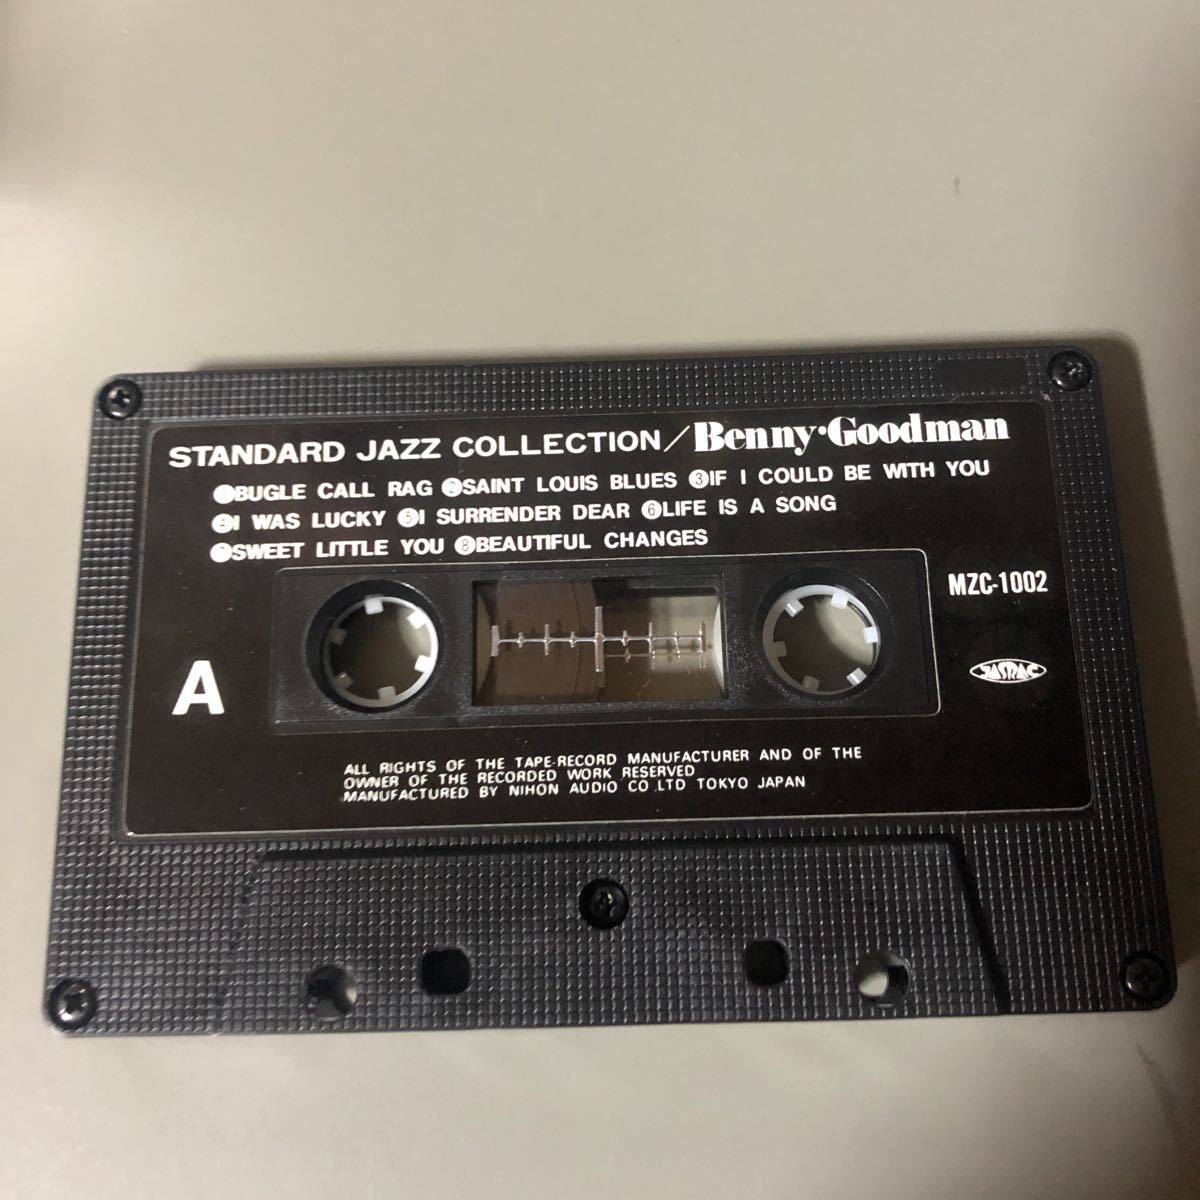 STANDARD JAZZ COLLECTION/Benny·Goodman
❶BUGLE CALL RAG ❷SAINT LOUIS BLUES ❸IF I COULD BE WITH YOU
❹I WAS LUCKY ❺I SURRENDER DEAR ❻LIFE IS A SONG
❼SWEET LITTLE YOU ❽BEAUTIFUL CHANGES
MZC-1002
A
JASRAC
ALL RIGHTS OF THE TAPE-RECORD MANUFACTURER AND OF THE
OWNER OF THE RECORDED WORK RESERVED
MANUFACTURED BY NIHON AUDIO CO.LTD TOKYO JAPAN